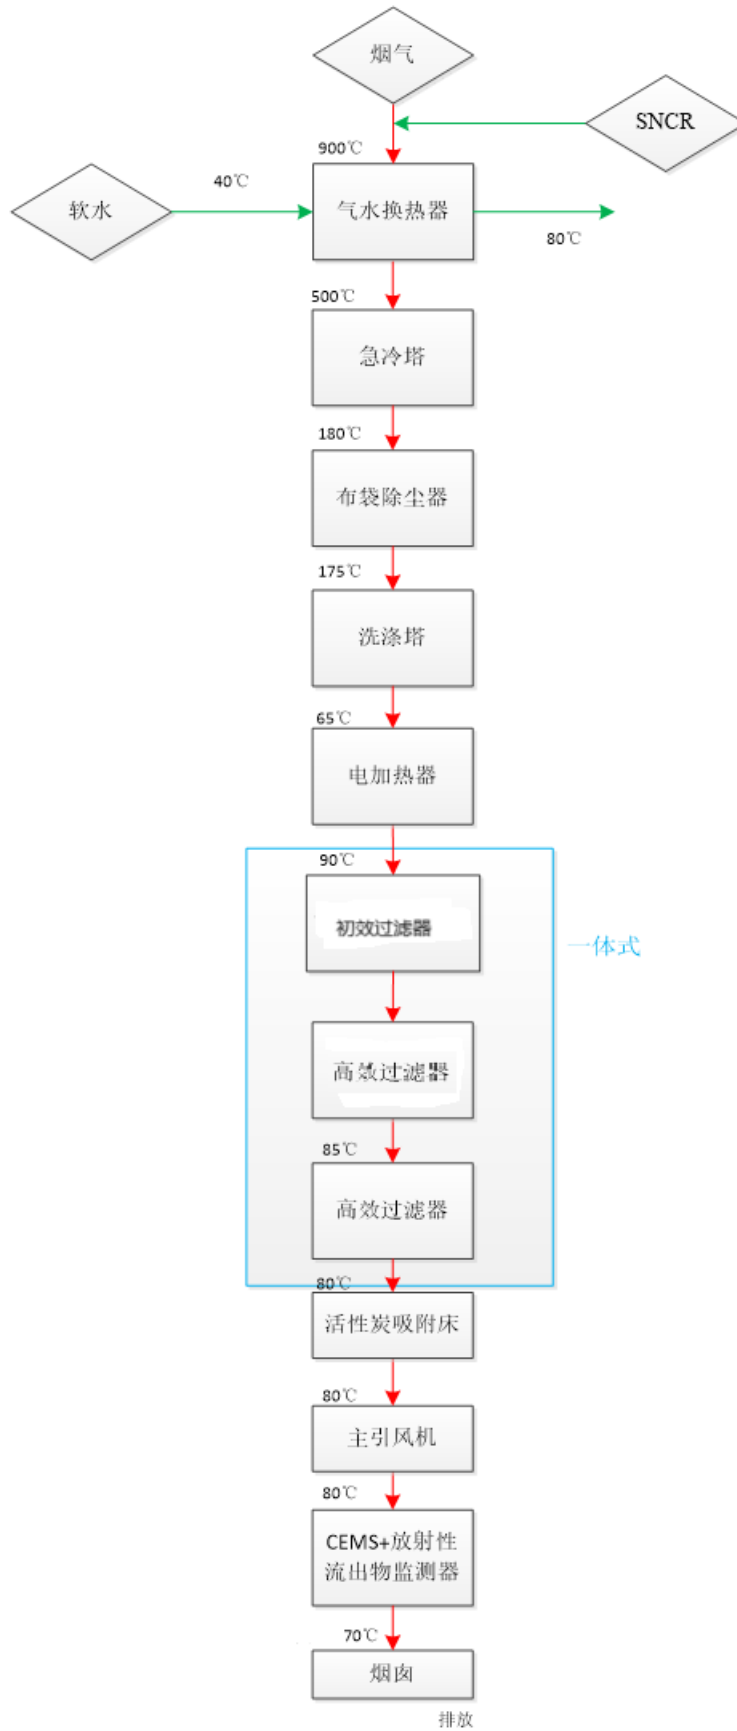 烟气
SNCR
900℃
40℃
软水
气水换热器
80℃
500℃
急冷塔
180℃
布袋除尘器
175℃
洗涤塔
65℃
电加热器
90℃
初效过滤器
一体式
高效过滤器
85℃
高效过滤器
80℃
活性炭吸附床
80℃
主引风机
80℃
CEMS+放射性
流出物监测器
70℃
烟囱
排放